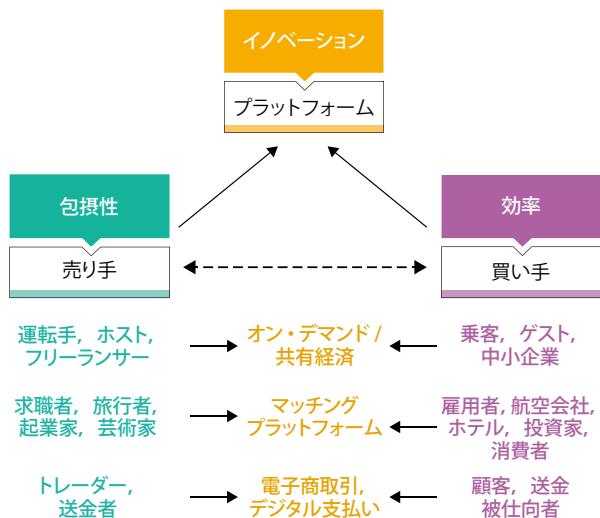 イノベーション
プラットフォーム
包摂性
売り手
効率
買い手
運転手, ホスト,
フリーランサー
オン・デマンド /
共有経済
乗客, ゲスト,
中小企業
求職者, 旅行者,
起業家, 芸術家
マッチング
プラットフォーム
雇用者, 航空会社,
ホテル, 投資家,
消費者
トレーダー,
送金者
電子商取引,
デジタル支払い
顧客, 送金
被仕向者